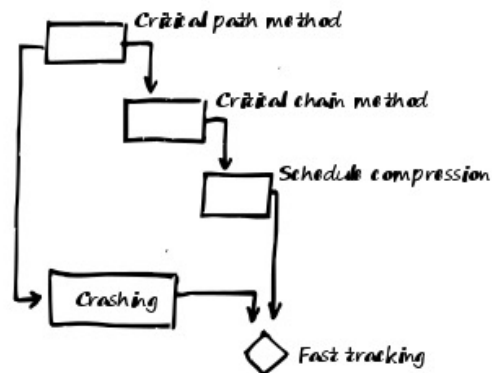 Critical path method
Critical chain method
Schedule compression
Crashing
Fast tracking